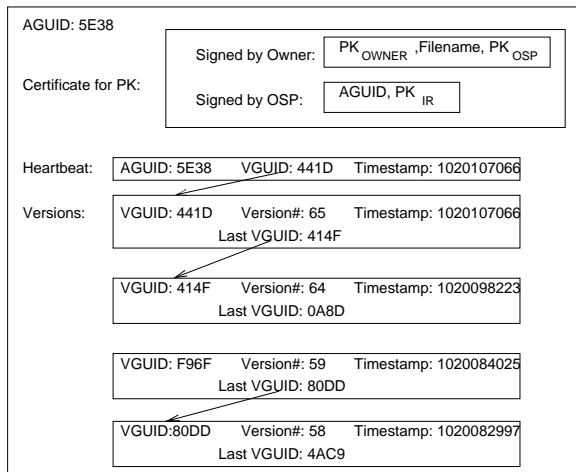 AGUID: 5E38
Signed by Owner: PK OWNER ,Filename, PK OSP
Certificate for PK:
Signed by OSP: AGUID, PK IR
Heartbeat: AGUID: 5E38 VGUID: 441D Timestamp: 1020107066
Versions: VGUID: 441D Version#: 65 Timestamp: 1020107066
Last VGUID: 414F
VGUID: 414F Version#: 64 Timestamp: 1020098223
Last VGUID: 0A8D
VGUID: F96F Version#: 59 Timestamp: 1020084025
Last VGUID: 80DD
VGUID:80DD Version#: 58 Timestamp: 1020082997
Last VGUID: 4AC9